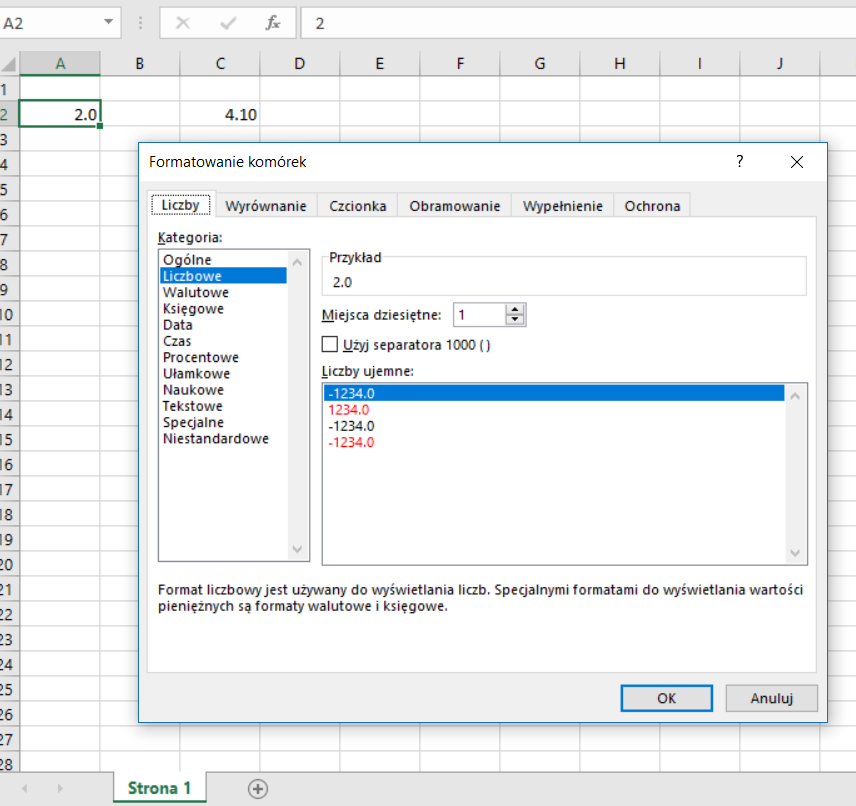 A2
fx
2
A B C D E F G H I J
1
2 2.0 4.10
3
4
5
6
7
8
9
10
11
12
13
14
15
16
17
18
19
20
21
22
23
24
25
26
27
28
Formatowanie komórek ?
Liczby Wyrównanie Czcionka Obramowanie Wypełnienie Ochrona
Kategoria:
Ogólne
Liczbowe
Walutowe
Księgowe
Data
Czas
Procentowe
Ułamkowe
Naukowe
Tekstowe
Specjalne
Niestandardowe
Przykład
2.0
Miejsca dziesiętne: 1
Użyj separatora 1000 ( )
Liczby ujemne:
-1234.0
1234.0
-1234.0
-1234.0
Format liczbowy jest używany do wyświetlania liczb. Specjalnymi formatami do wyświetlania wartości
pieniężnych są formaty walutowe i księgowe.
OK Anuluj
Strona 1